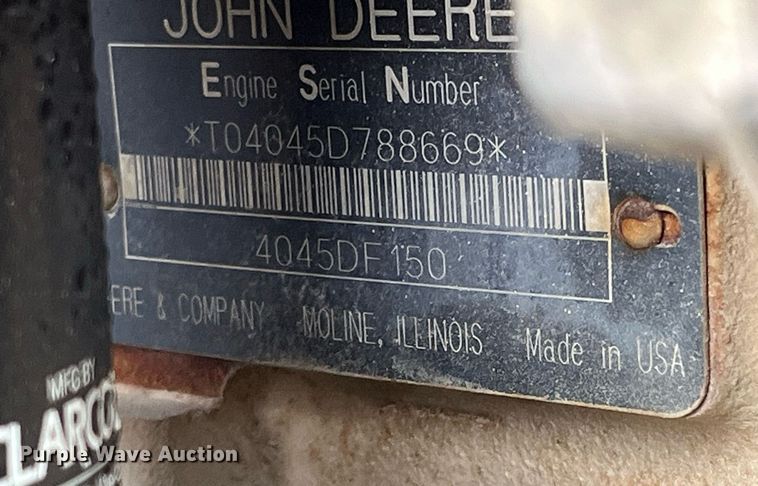 JOHN DEERE
Engine Serial Number
*T04045D788669*
4045DF150
ERE & COMPANY MOLINE, ILLINOIS Made in USA
MFG BY
Purple Wave Auction